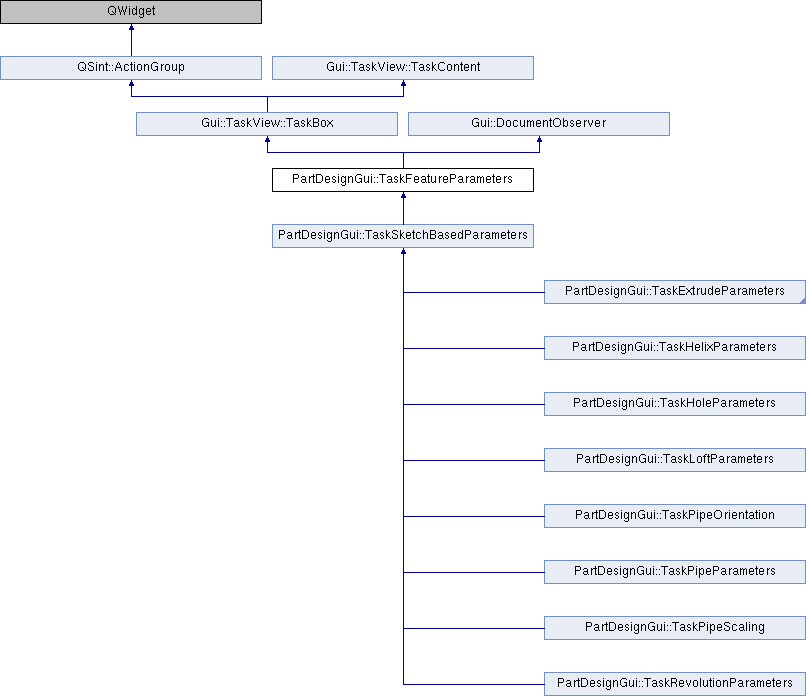 QWidget
QSint::ActionGroup
Gui::TaskView::TaskContent
Gui::TaskView::TaskBox
Gui::DocumentObserver
PartDesignGui::TaskFeatureParameters
PartDesignGui::TaskSketchBasedParameters
PartDesignGui::TaskExtrudeParameters
PartDesignGui::TaskHelixParameters
PartDesignGui::TaskHoleParameters
PartDesignGui::TaskLoftParameters
PartDesignGui::TaskPipeOrientation
PartDesignGui::TaskPipeParameters
PartDesignGui::TaskPipeScaling
PartDesignGui::TaskRevolutionParameters